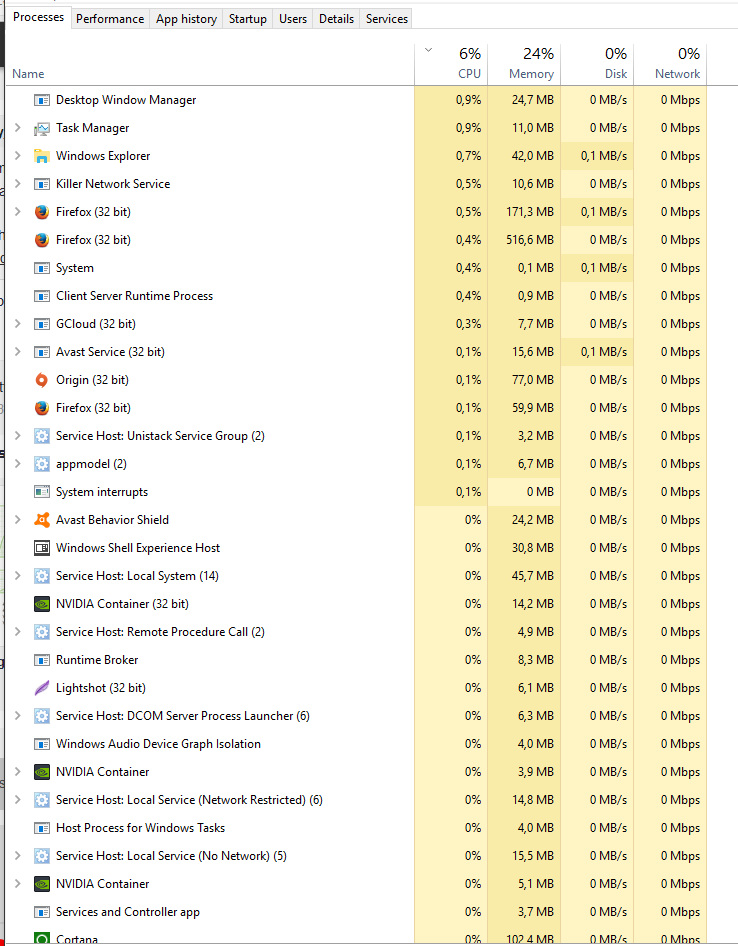 Processes Performance App history Startup Users Details Services
6% 24% 0% 0%
Name CPU Memory Disk Network
Desktop Window Manager 0,9% 24,7 MB 0 MB/s 0 Mbps
Task Manager 0,9% 11,0 MB 0 MB/s 0 Mbps
Windows Explorer 0,7% 42,0 MB 0,1 MB/s 0 Mbps
Killer Network Service 0,5% 10,6 MB 0 MB/s 0 Mbps
Firefox (32 bit) 0,5% 171,3 MB 0,1 MB/s 0 Mbps
Firefox (32 bit) 0,4% 516,6 MB 0 MB/s 0 Mbps
System 0,4% 0,1 MB 0,1 MB/s 0 Mbps
Client Server Runtime Process 0,4% 0,9 MB 0 MB/s 0 Mbps
GCloud (32 bit) 0,3% 7,7 MB 0 MB/s 0 Mbps
Avast Service (32 bit) 0,1% 15,6 MB 0,1 MB/s 0 Mbps
Origin (32 bit) 0,1% 77,0 MB 0 MB/s 0 Mbps
Firefox (32 bit) 0,1% 59,9 MB 0 MB/s 0 Mbps
Service Host: Unistack Service Group (2) 0,1% 3,2 MB 0 MB/s 0 Mbps
appmodel (2) 0,1% 6,7 MB 0 MB/s 0 Mbps
System interrupts 0,1% 0 MB 0 MB/s 0 Mbps
Avast Behavior Shield 0% 24,2 MB 0 MB/s 0 Mbps
Windows Shell Experience Host 0% 30,8 MB 0 MB/s 0 Mbps
Service Host: Local System (14) 0% 45,7 MB 0 MB/s 0 Mbps
NVIDIA Container (32 bit) 0% 14,2 MB 0 MB/s 0 Mbps
Service Host: Remote Procedure Call (2) 0% 4,9 MB 0 MB/s 0 Mbps
Runtime Broker 0% 8,3 MB 0 MB/s 0 Mbps
Lightshot (32 bit) 0% 6,1 MB 0 MB/s 0 Mbps
Service Host: DCOM Server Process Launcher (6) 0% 6,3 MB 0 MB/s 0 Mbps
Windows Audio Device Graph Isolation 0% 4,0 MB 0 MB/s 0 Mbps
NVIDIA Container 0% 3,9 MB 0 MB/s 0 Mbps
Service Host: Local Service (Network Restricted) (6) 0% 14,8 MB 0 MB/s 0 Mbps
Host Process for Windows Tasks 0% 4,0 MB 0 MB/s 0 Mbps
Service Host: Local Service (No Network) (5) 0% 15,5 MB 0 MB/s 0 Mbps
NVIDIA Container 0% 5,1 MB 0 MB/s 0 Mbps
Services and Controller app 0% 3,7 MB 0 MB/s 0 Mbps
Cortana 0% 102,4 MB 0 MB/s 0 Mbps